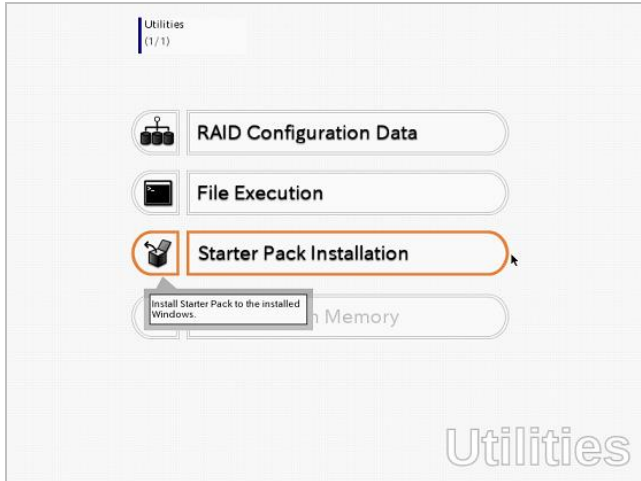 Utilities
(1/1)
RAID Configuration Data
File Execution
Starter Pack Installation
Install Starter Pack to the installed
Windows.
Memory
Utilities